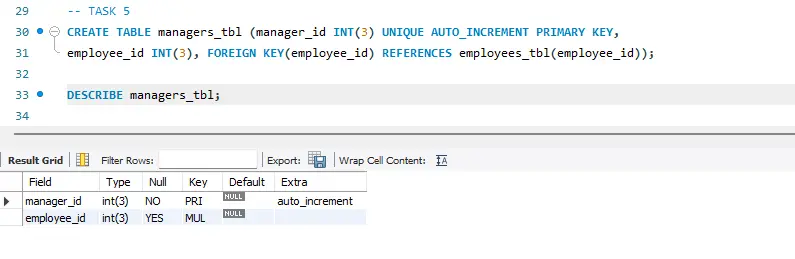 29 -- TASK 5
30 CREATE TABLE managers_tbl (manager_id INT(3) UNIQUE AUTO_INCREMENT PRIMARY KEY,
31 employee_id INT(3), FOREIGN KEY(employee_id) REFERENCES employees_tbl(employee_id));
32
33 DESCRIBE managers_tbl;
34
Result Grid Filter Rows: Export: Wrap Cell Content: IA
Field Type Null Key Default Extra
manager_id int(3) NO PRI NULL auto_increment
employee_id int(3) YES MUL NULL